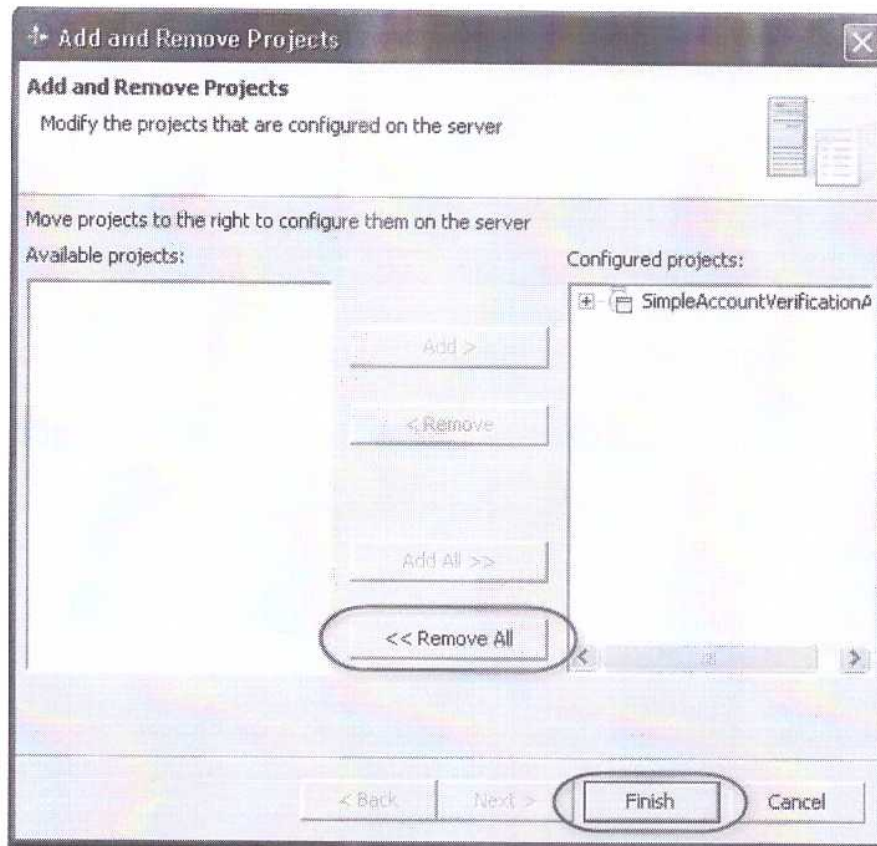 Add and Remove Projects
Add and Remove Projects
Modify the projects that are configured on the server
Move projects to the right to configure them on the server
Available projects:
Configured projects:
SimpleAccountVerificationA
Add >
< Remove
Add All >>
<< Remove All
< Back
Next >
Finish
Cancel